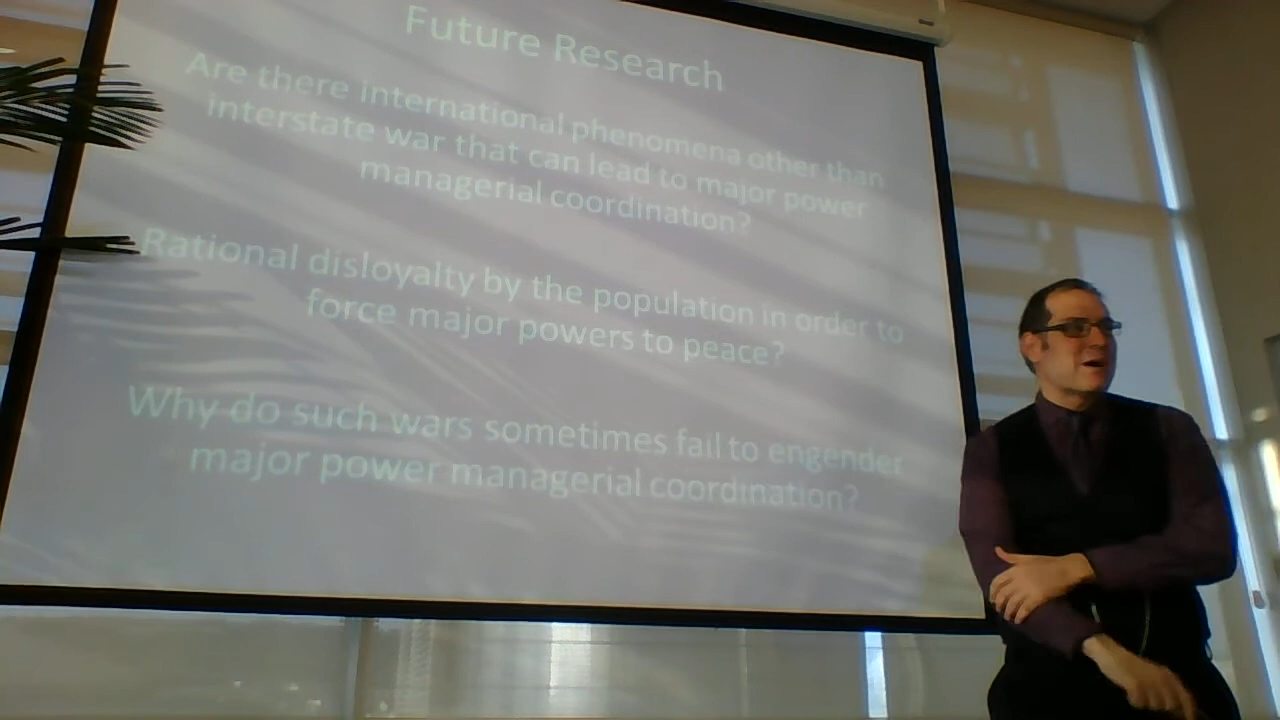 Future Research
Are there international phenomena other than
interstate war that can lead to major power
managerial coordination?
Rational disloyalty by the population in order to
force major powers to peace?
Why do such wars sometimes fail to engender
major power managerial coordination?